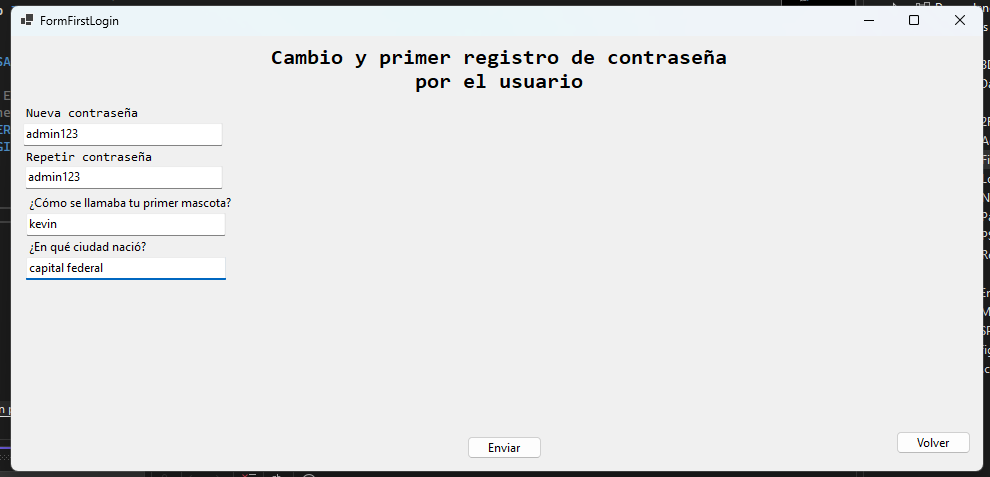 FormFirstLogin
Cambio y primer registro de contraseña
por el usuario
Nueva contraseña
admin123
Repetir contraseña
admin123
¿Cómo se llamaba tu primer mascota?
kevin
¿En qué ciudad nació?
capital federal
Enviar
Volver